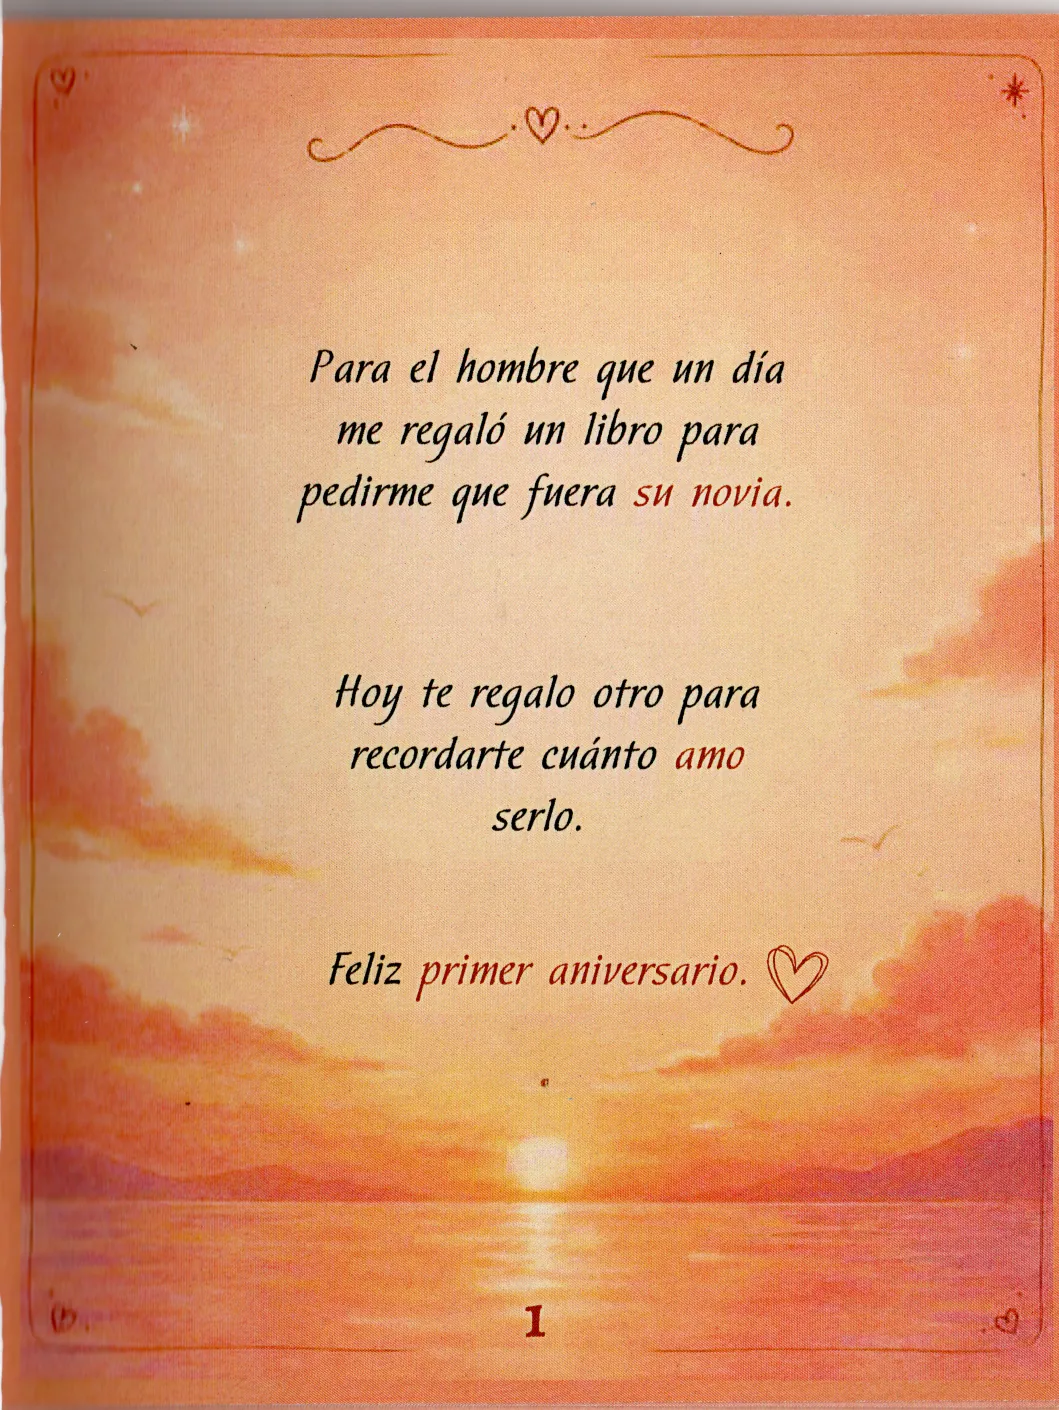 Para el hombre que un día
me regaló un libro para
pedirme que fuera su novia.
Hoy te regalo otro para
recordarte cuánto amo
serlo.
Feliz primer aniversario.
1